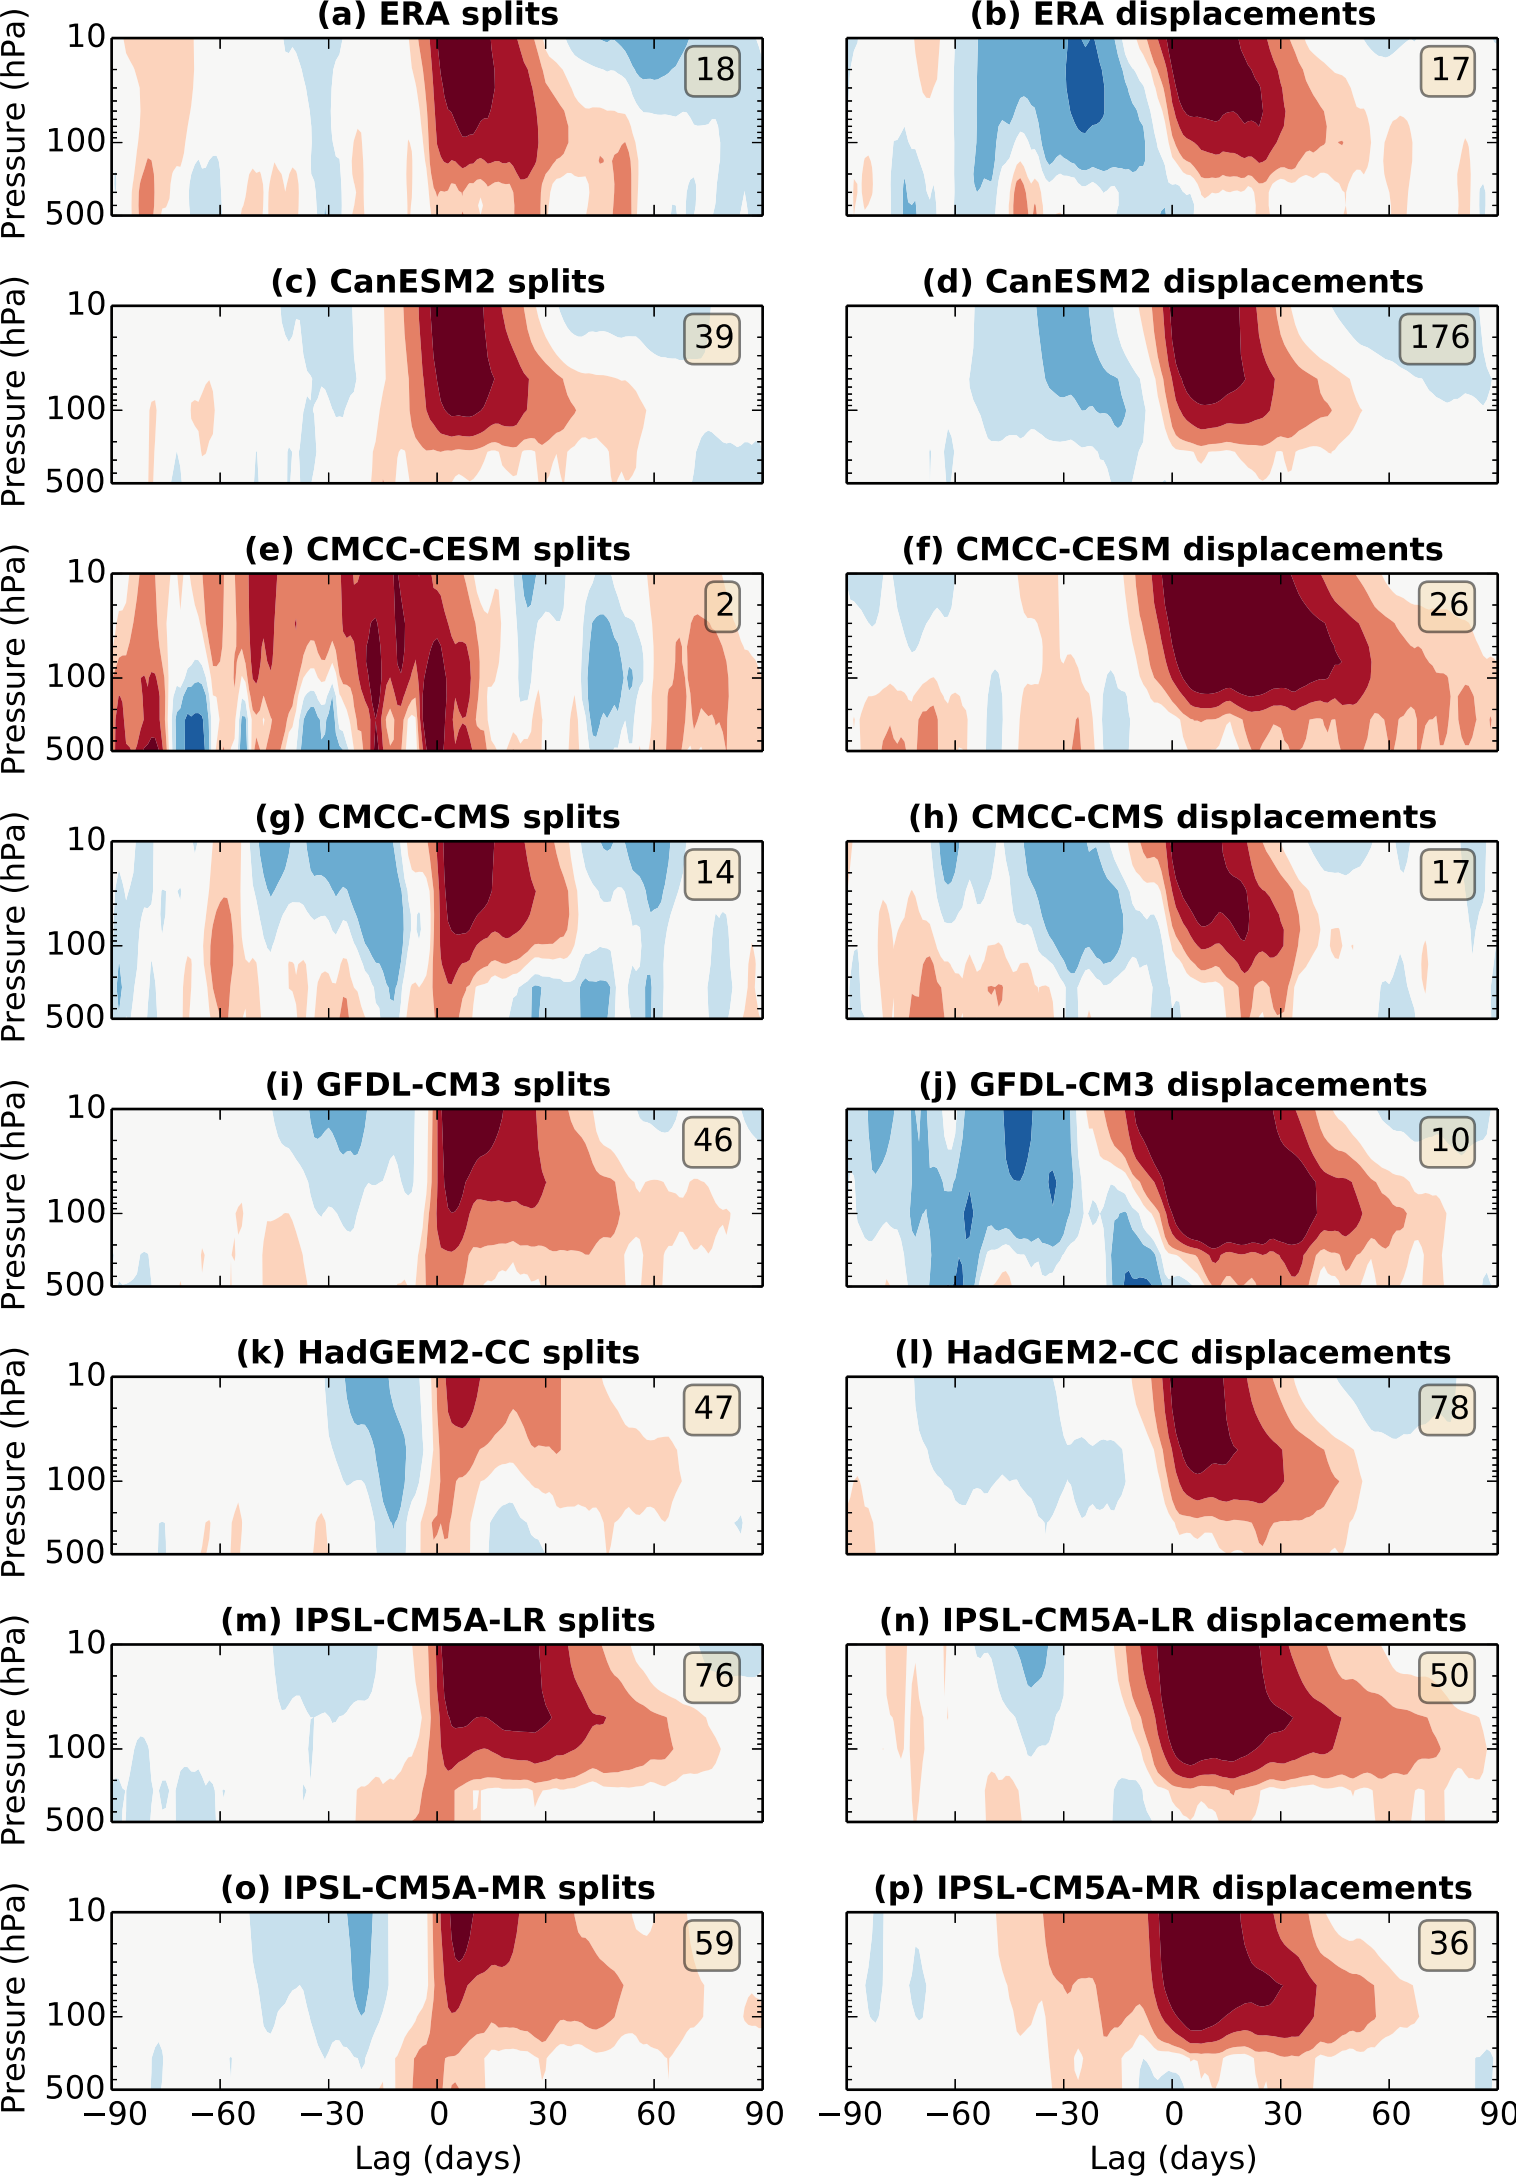 (a) ERA splits
(b) ERA displacements
Pressure (hPa)
10
100
500
18
17
(c) CanESM2 splits
(d) CanESM2 displacements
Pressure (hPa)
10
100
500
39
176
(e) CMCC-CESM splits
(f) CMCC-CESM displacements
Pressure (hPa)
10
100
500
2
26
(g) CMCC-CMS splits
(h) CMCC-CMS displacements
Pressure (hPa)
10
100
500
14
17
(i) GFDL-CM3 splits
(j) GFDL-CM3 displacements
Pressure (hPa)
10
100
500
46
10
(k) HadGEM2-CC splits
(l) HadGEM2-CC displacements
Pressure (hPa)
10
100
500
47
78
(m) IPSL-CM5A-LR splits
(n) IPSL-CM5A-LR displacements
Pressure (hPa)
10
100
500
76
50
(o) IPSL-CM5A-MR splits
(p) IPSL-CM5A-MR displacements
Pressure (hPa)
10
100
500
59
36
−90 −60 −30 0 30 60 90
−90 −60 −30 0 30 60 90
Lag (days)
Lag (days)